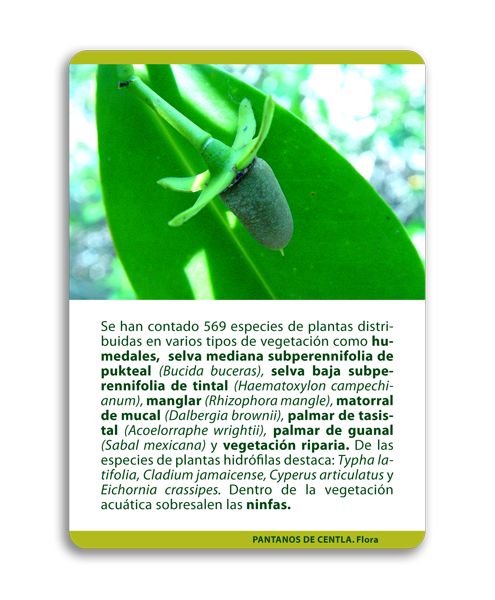 Se han contado 569 especies de plantas distri-
buidas en varios tipos de vegetación como hu-
medales, selva mediana subperennifolia de
pukteal (Bucida buceras), selva baja subpe-
rennifolia de tintal (Haematoxylon campechi-
anum), manglar (Rhizophora mangle), matorral
de mucal (Dalbergia brownii), palmar de tasis-
tal (Acoelorraphe wrightii), palmar de guanal
(Sabal mexicana) y vegetación riparia. De las
especies de plantas hidrófilas destaca: Typha la-
tifolia, Cladium jamaicense, Cyperus articulatus y
Eichornia crassipes. Dentro de la vegetación
acuática sobresalen las ninfas.
PANTANOS DE CENTLA. Flora